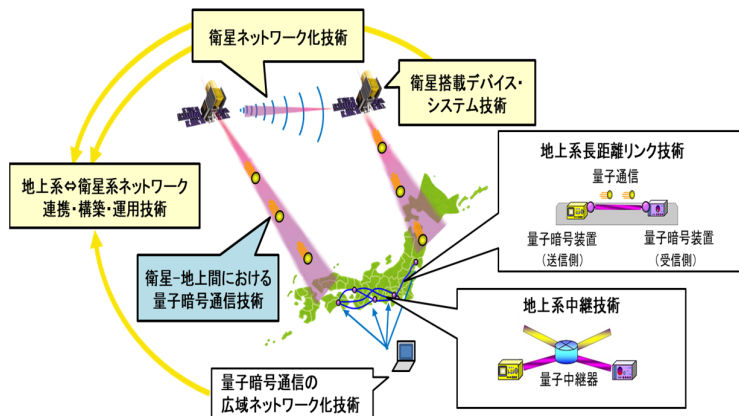 衛星ネットワーク化技術
衛星搭載デバイス・
システム技術
地上系⇔衛星系ネットワーク
連携・構築・運用技術
衛星-地上間における
量子暗号通信技術
地上系長距離リンク技術
量子通信
量子暗号装置
(送信側)
量子暗号装置
(受信側)
地上系中継技術
量子中継器
量子暗号通信の
広域ネットワーク化技術